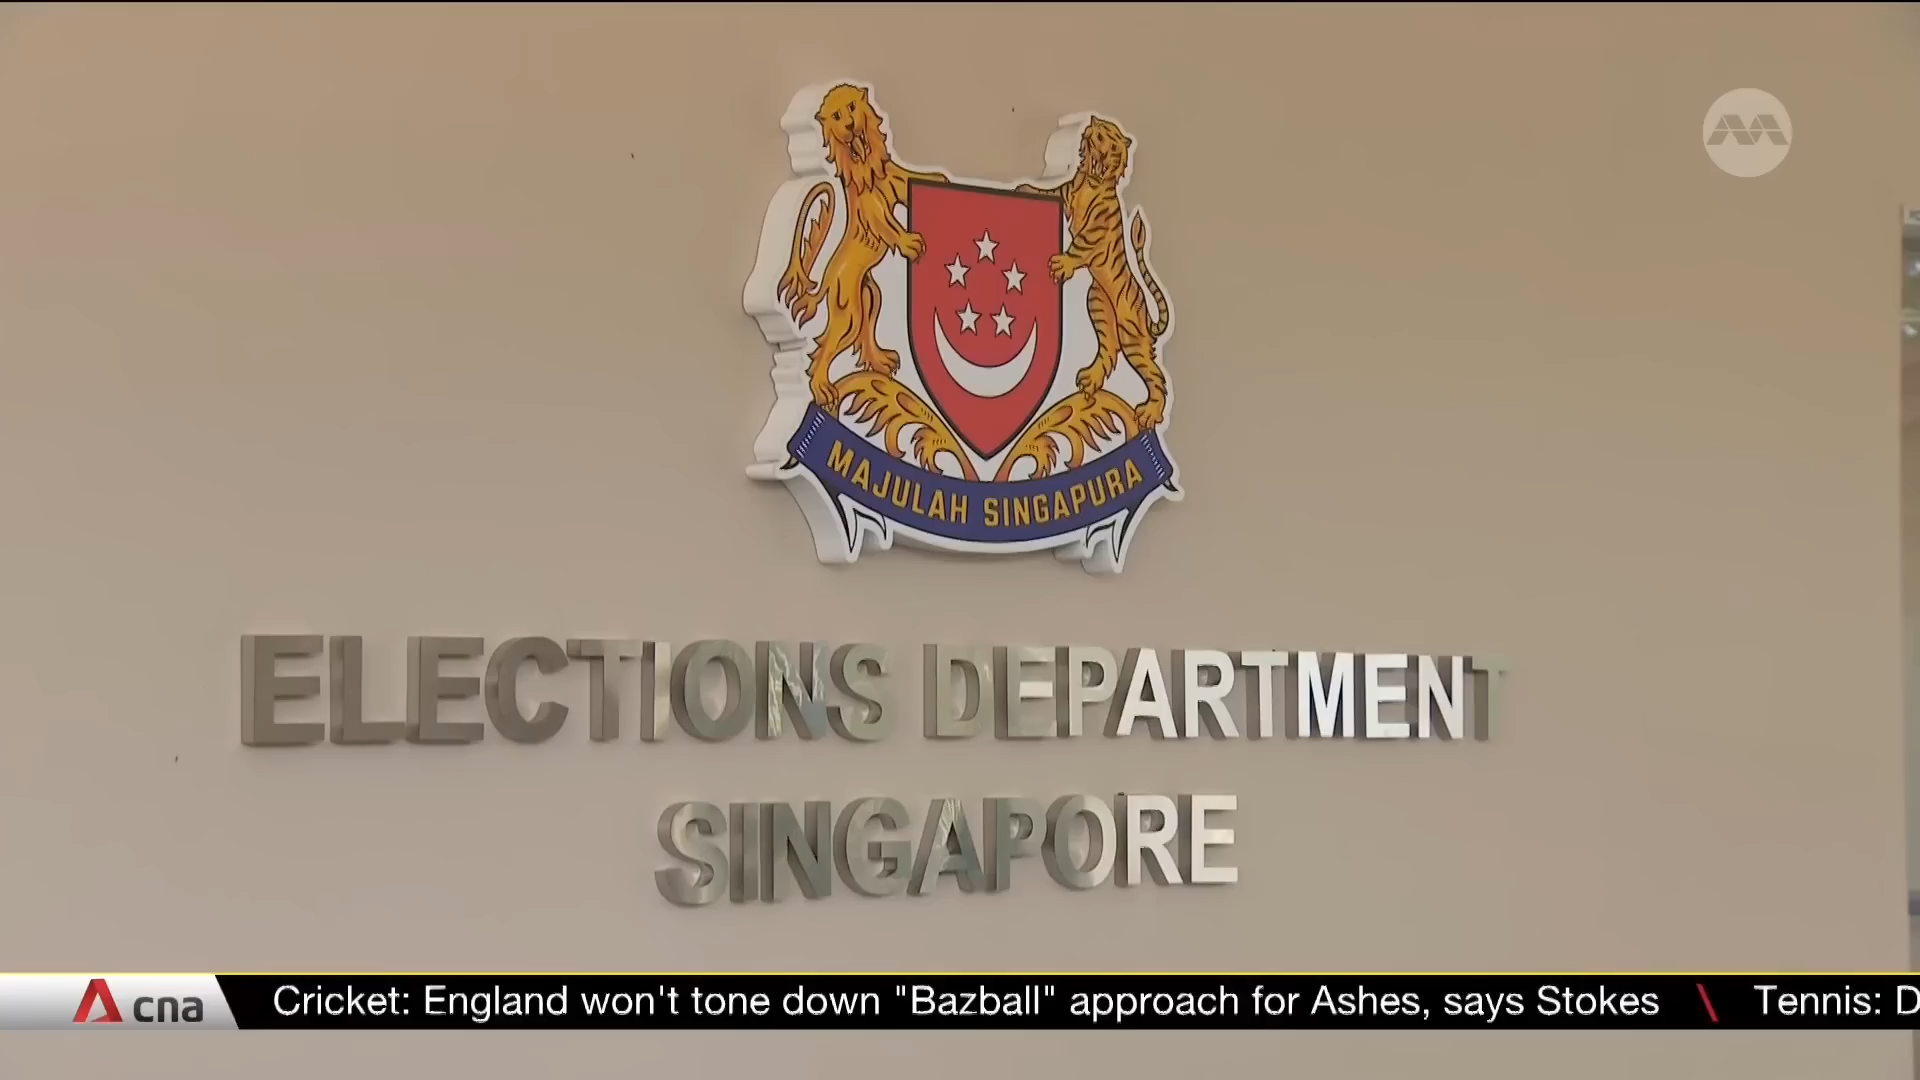 MAJULAH SINGAPURA
ELECTIONS DEPARTMENT
SINGAPORE
cna
Cricket: England won't tone down "Bazball" approach for Ashes, says Stokes \ Tennis: D